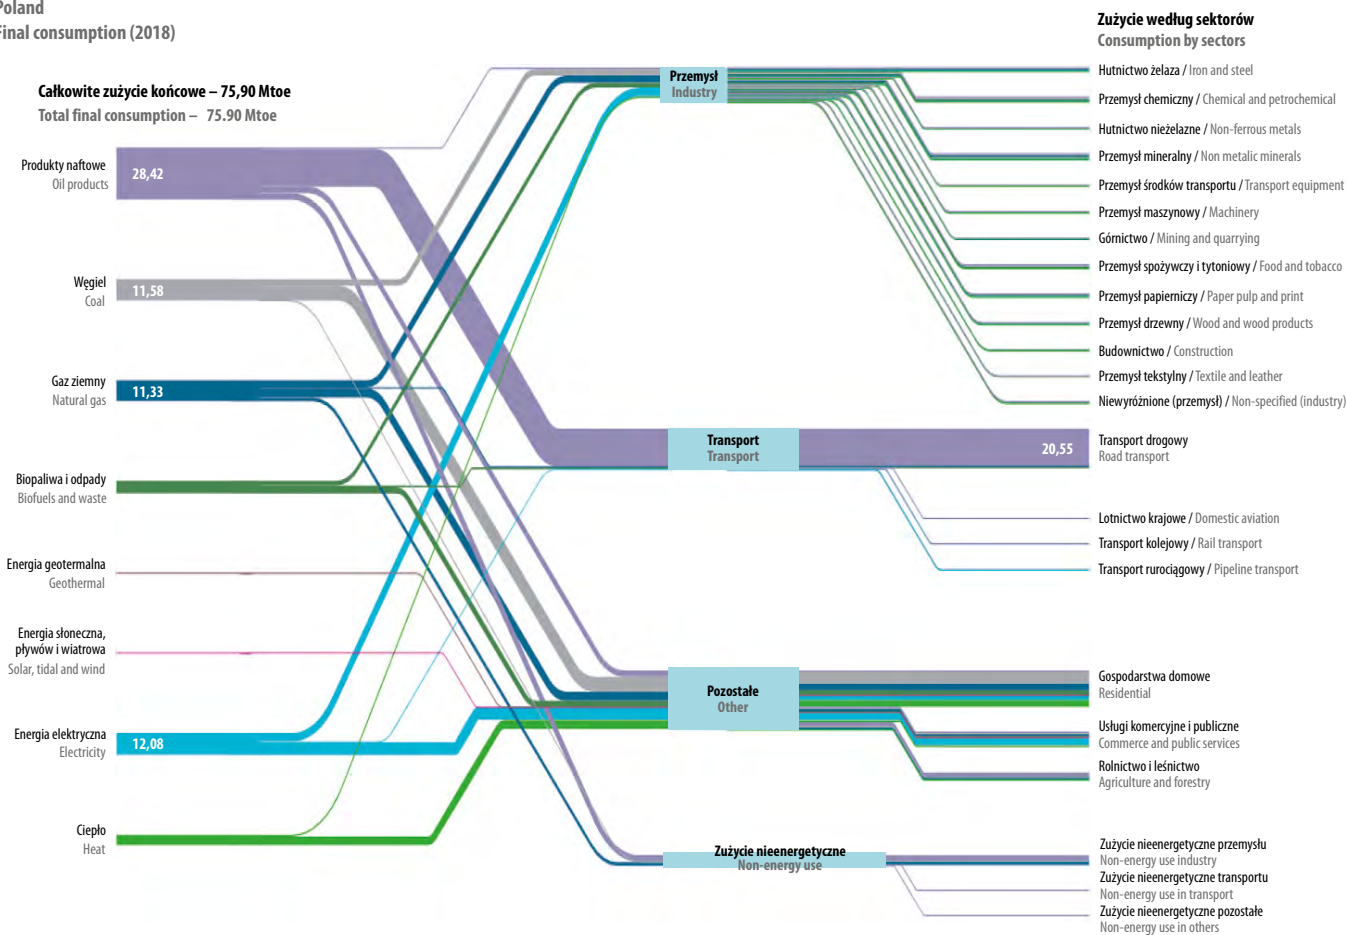 Poland
Final consumption (2018)
Całkowite zużycie końcowe – 75,90 Mtoe
Total final consumption – 75.90 Mtoe
Produkty naftowe
Oil products
28,42
Węgiel
Coal
11,58
Gaz ziemny
Natural gas
11,33
Biopaliwa i odpady
Biofuels and waste
Energia geotermalna
Geothermal
Energia słoneczna,
pływów i wiatrowa
Solar, tidal and wind
Energia elektryczna
Electricity
12,08
Ciepło
Heat
Przemysł
Industry
Transport
Transport
Pozostałe
Other
Zużycie nieenergetyczne
Non-energy use
Zużycie według sektorów
Consumption by sectors
Hutnictwo żelaza / Iron and steel
Przemysł chemiczny / Chemical and petrochemical
Hutnictwo nieżelazne / Non-ferrous metals
Przemysł mineralny / Non metalic minerals
Przemysł środków transportu / Transport equipment
Przemysł maszynowy / Machinery
Górnictwo / Mining and quarrying
Przemysł spożywczy i tytoniowy / Food and tobacco
Przemysł papierniczy / Paper pulp and print
Przemysł drzewny / Wood and wood products
Budownictwo / Construction
Przemysł tekstylny / Textile and leather
Niewyróżnione (przemysł) / Non-specified (industry)
20,55
Transport drogowy
Road transport
Lotnictwo krajowe / Domestic aviation
Transport kolejowy / Rail transport
Transport rurociągowy / Pipeline transport
Gospodarstwa domowe
Residential
Usługi komercyjne i publiczne
Commerce and public services
Rolnictwo i leśnictwo
Agriculture and forestry
Zużycie nieenergetyczne przemysłu
Non-energy use industry
Zużycie nieenergetyczne transportu
Non-energy use in transport
Zużycie nieenergetyczne pozostałe
Non-energy use in others